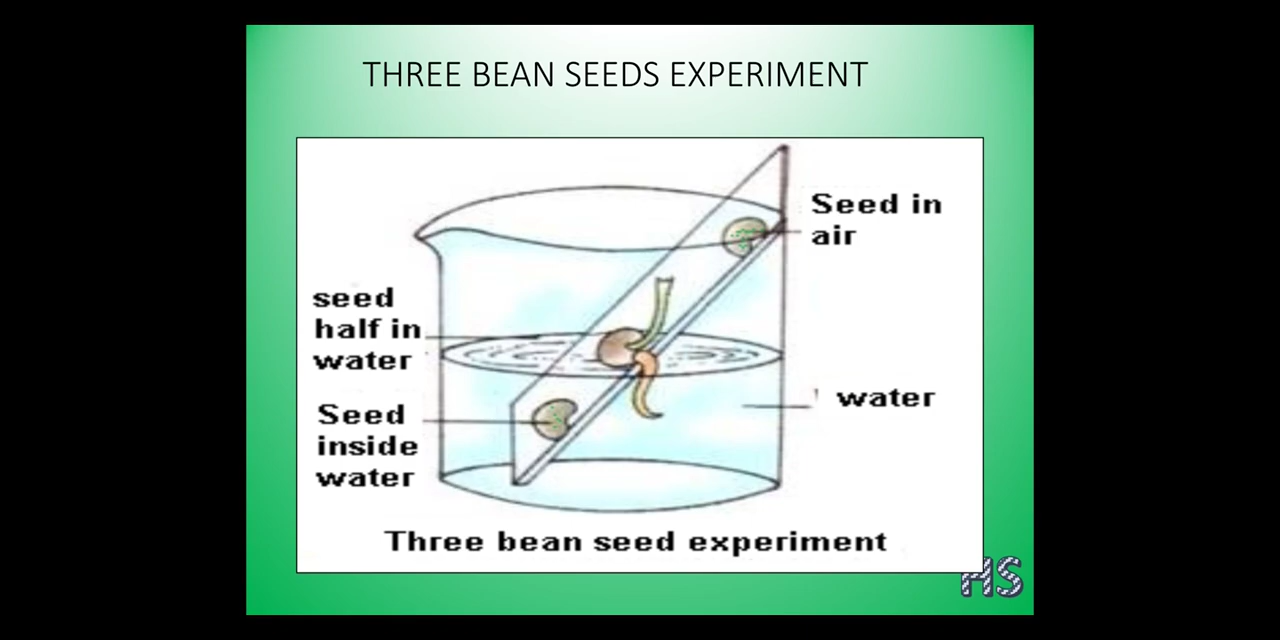 THREE BEAN SEEDS EXPERIMENT
Seed in
air
seed
half in
water
water
Seed
inside
water
Three bean seed experiment
HS